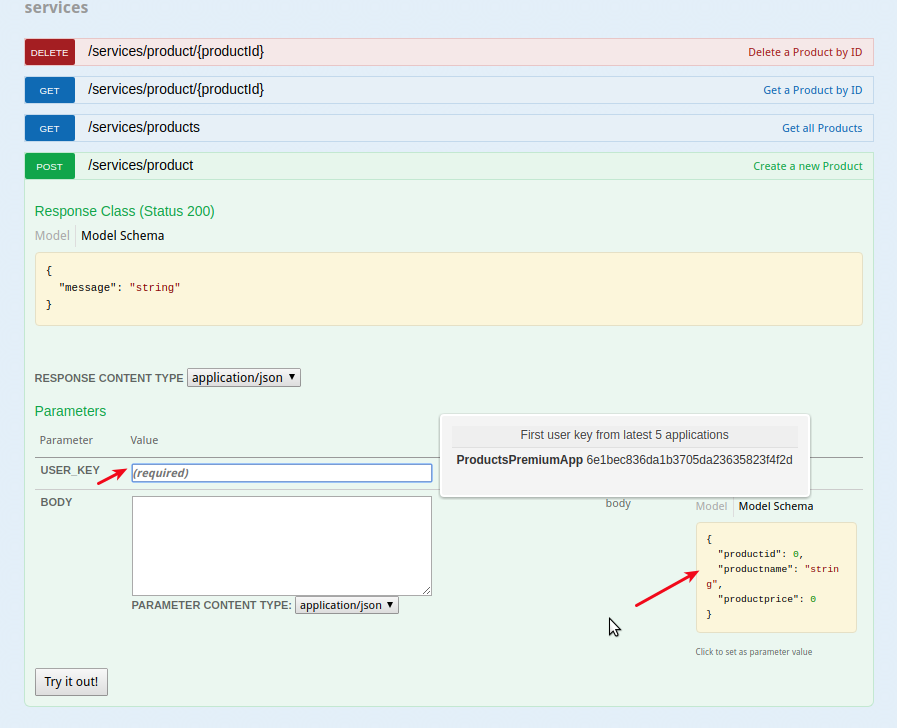 services
DELETE /services/product/{productId} Delete a Product by ID
GET /services/product/{productId} Get a Product by ID
GET /services/products Get all Products
POST /services/product Create a new Product
Response Class (Status 200)
Model Model Schema
{
"message": "string"
}
RESPONSE CONTENT TYPE application/json
Parameters
Parameter Value
First user key from latest 5 applications
ProductsPremiumApp 6e1bec836da1b3705da23635823f4f2d
USER_KEY (required)
BODY
body
Model Model Schema
{
"productid": 0,
"productname": "strin
g",
"productprice": 0
}
PARAMETER CONTENT TYPE: application/json
Click to set as parameter value
Try it out!